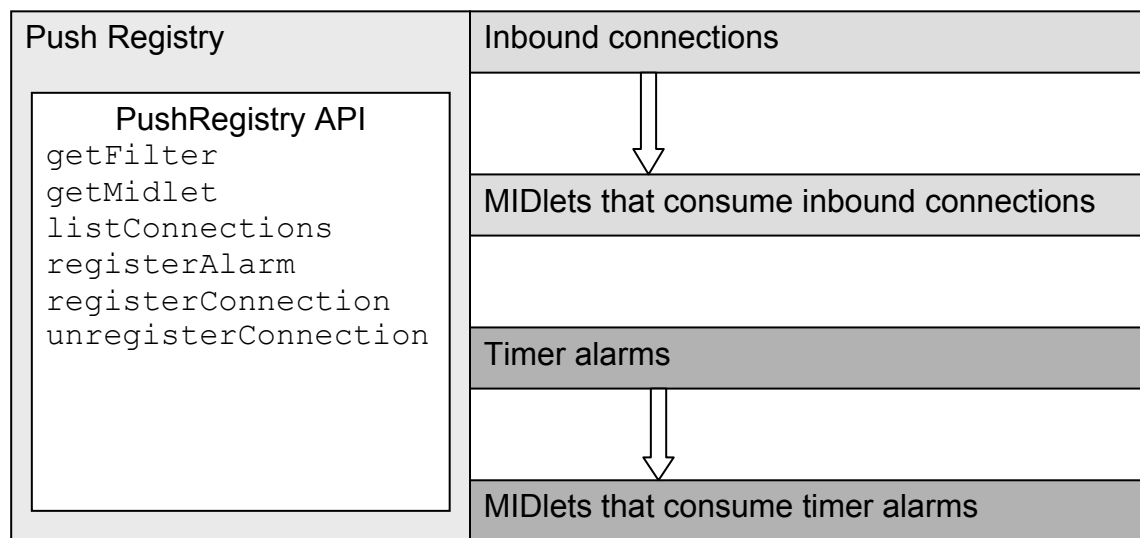 Push Registry
PushRegistry API
getFilter
getMidlet
listConnections
registerAlarm
registerConnection
unregisterConnection
Inbound connections
MIDlets that consume inbound connections
Timer alarms
MIDlets that consume timer alarms